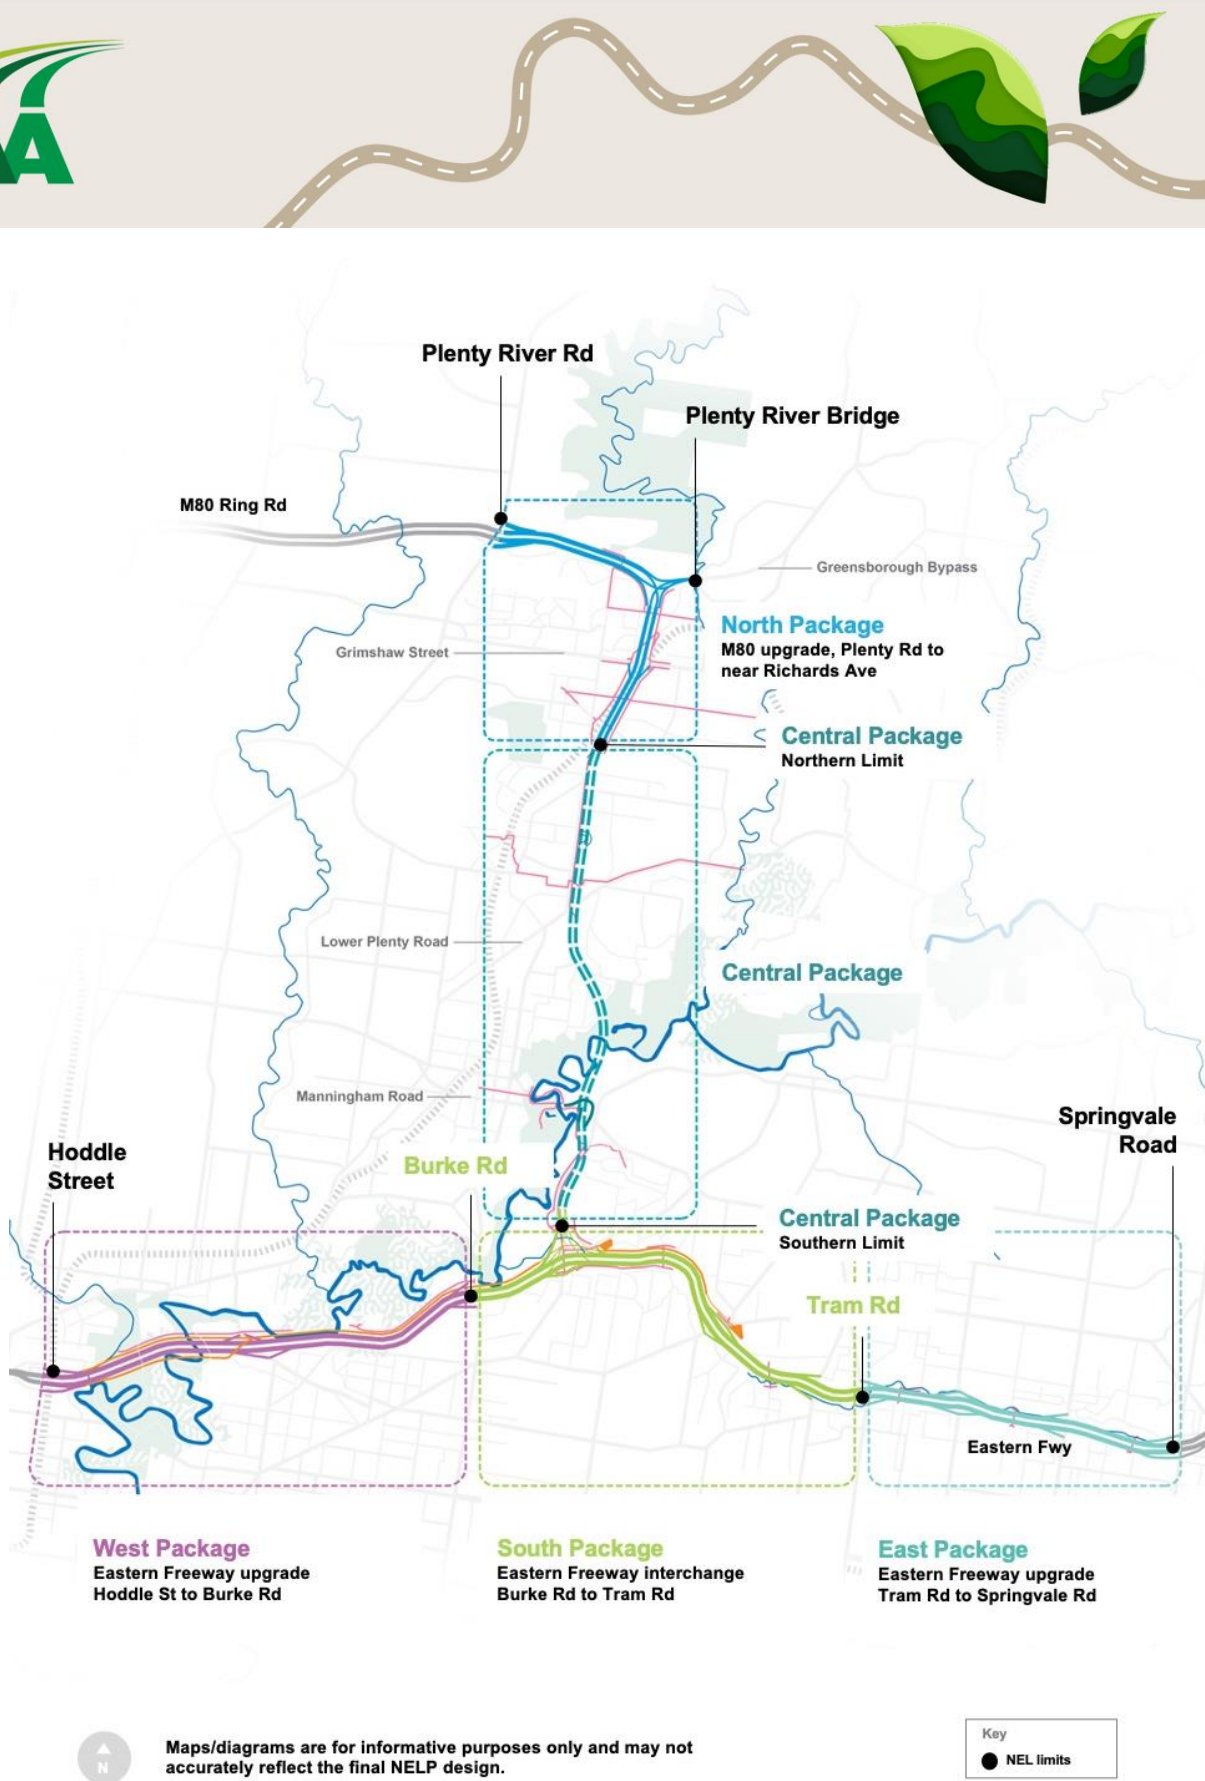 A
Plenty River Rd
Plenty River Bridge
M80 Ring Rd
Greensborough Bypass
North Package
M80 upgrade, Plenty Rd to
near Richards Ave
Grimshaw Street
Central Package
Northern Limit
Lower Plenty Road
Central Package
Manningham Road
Springvale
Road
Hoddle
Street
Burke Rd
Central Package
Southern Limit
Tram Rd
Eastern Fwy
West Package
Eastern Freeway upgrade
Hoddle St to Burke Rd
South Package
Eastern Freeway interchange
Burke Rd to Tram Rd
East Package
Eastern Freeway upgrade
Tram Rd to Springvale Rd
N
Maps/diagrams are for informative purposes only and may not
accurately reflect the final NELP design.
Key
NEL limits